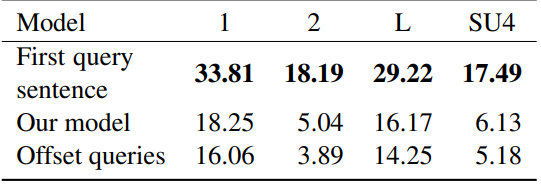 Model 1 2 L SU4
First query
sentence 33.81 18.19 29.22 17.49
Our model 18.25 5.04 16.17 6.13
Offset queries 16.06 3.89 14.25 5.18